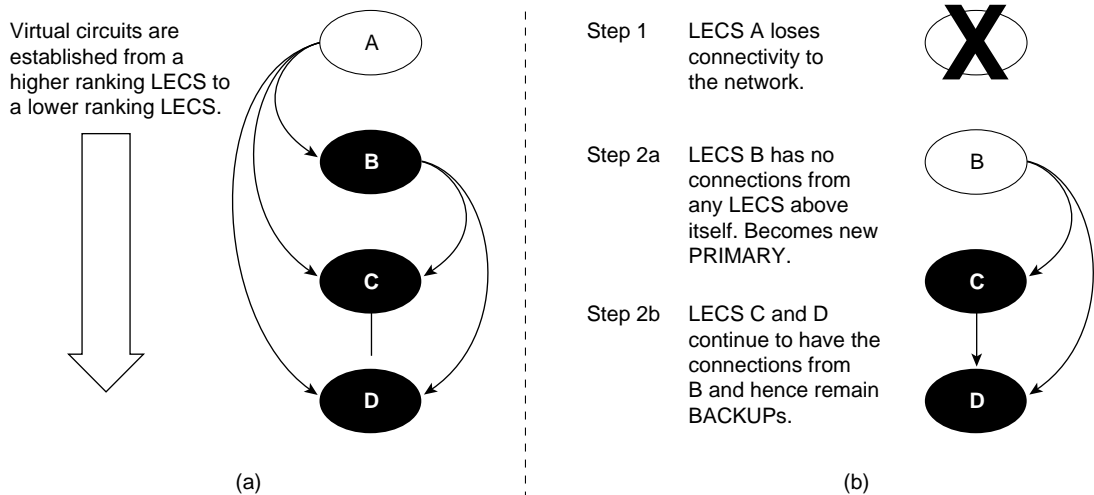 Virtual circuits are
established from a
higher ranking LECS to
a lower ranking LECS.
A
B
C
D
(a)
Step 1
LECS A loses
connectivity to
the network.
X
Step 2a
LECS B has no
connections from
any LECS above
itself. Becomes new
PRIMARY.
B
Step 2b
LECS C and D
continue to have the
connections from
B and hence remain
BACKUPs.
C
D
(b)